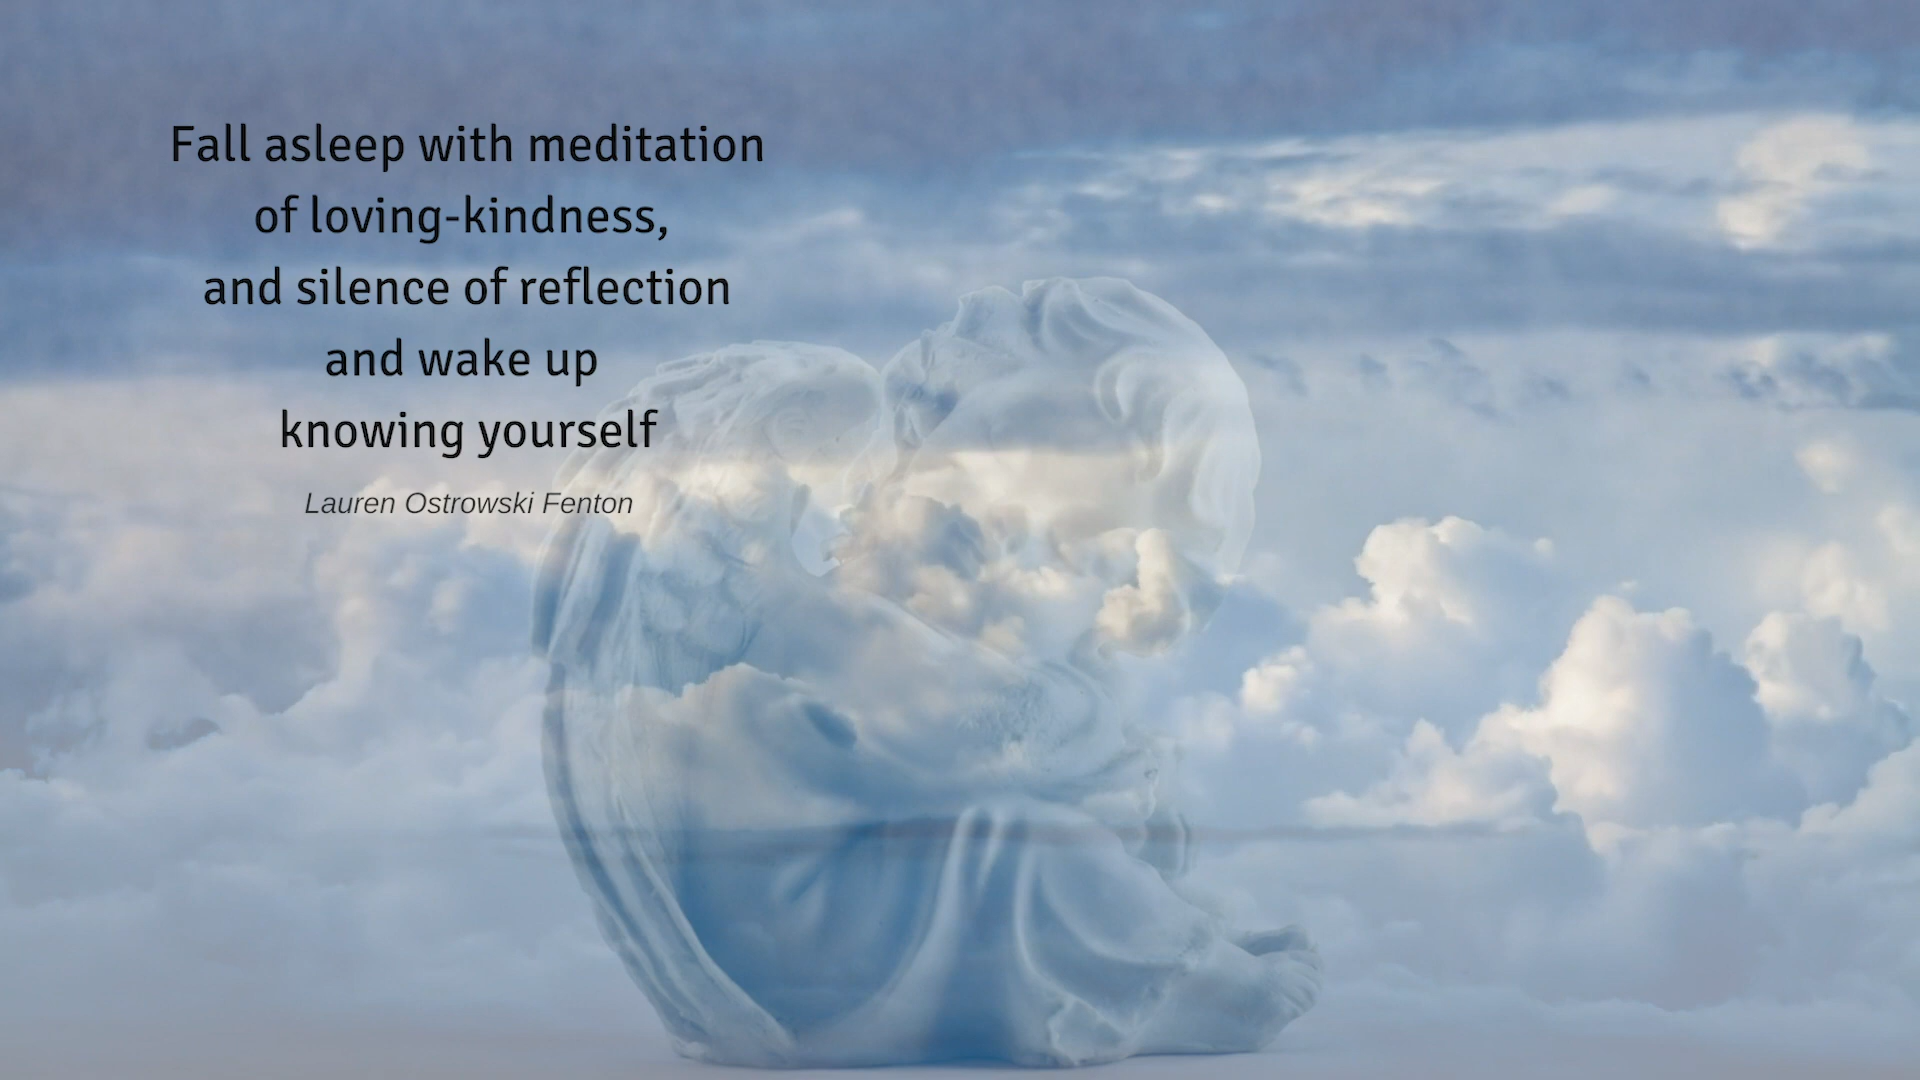 Fall asleep with meditation
of loving-kindness,
and silence of reflection
and wake up
knowing yourself
Lauren Ostrowski Fenton